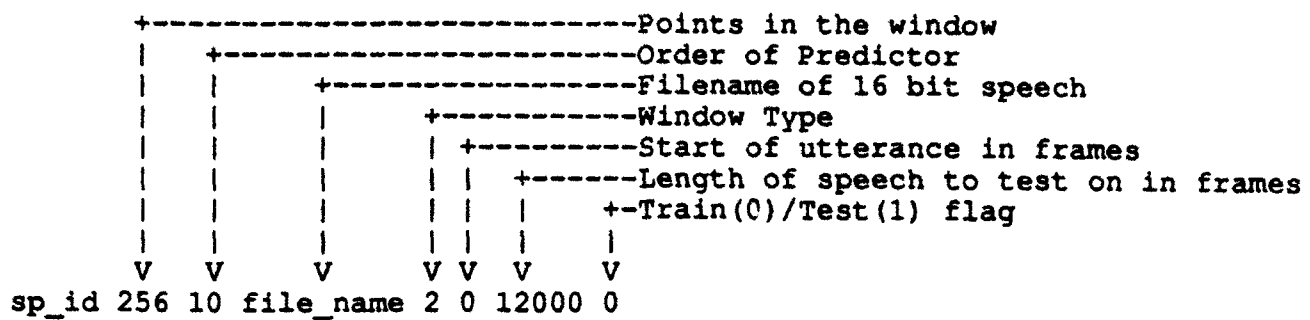 +---------------------------Points in the window
| +-----------------------Order of Predictor
| | +-----------------Filename of 16 bit speech
| | | +-----------Window Type
| | | | +---------Start of utterance in frames
| | | | | +------Length of speech to test on in frames
| | | | | | +-Train(0)/Test(1) flag
| | | | | | |
V V V V V V V
sp_id 256 10 file_name 2 0 12000 0